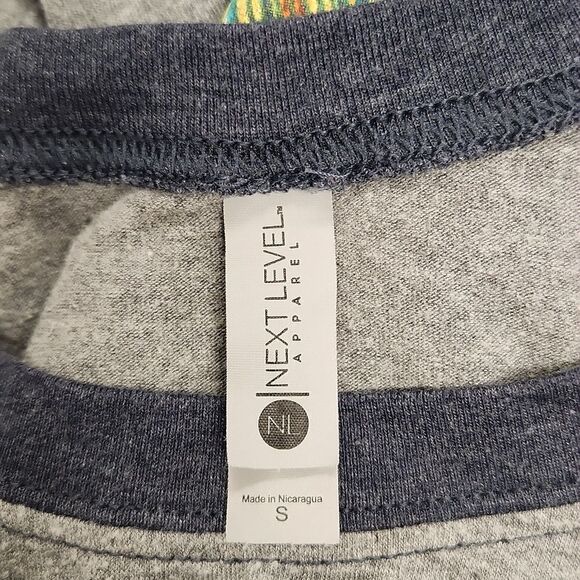 NEXT LEVEL™
APPAREL
NL
Made in Nicaragua
S